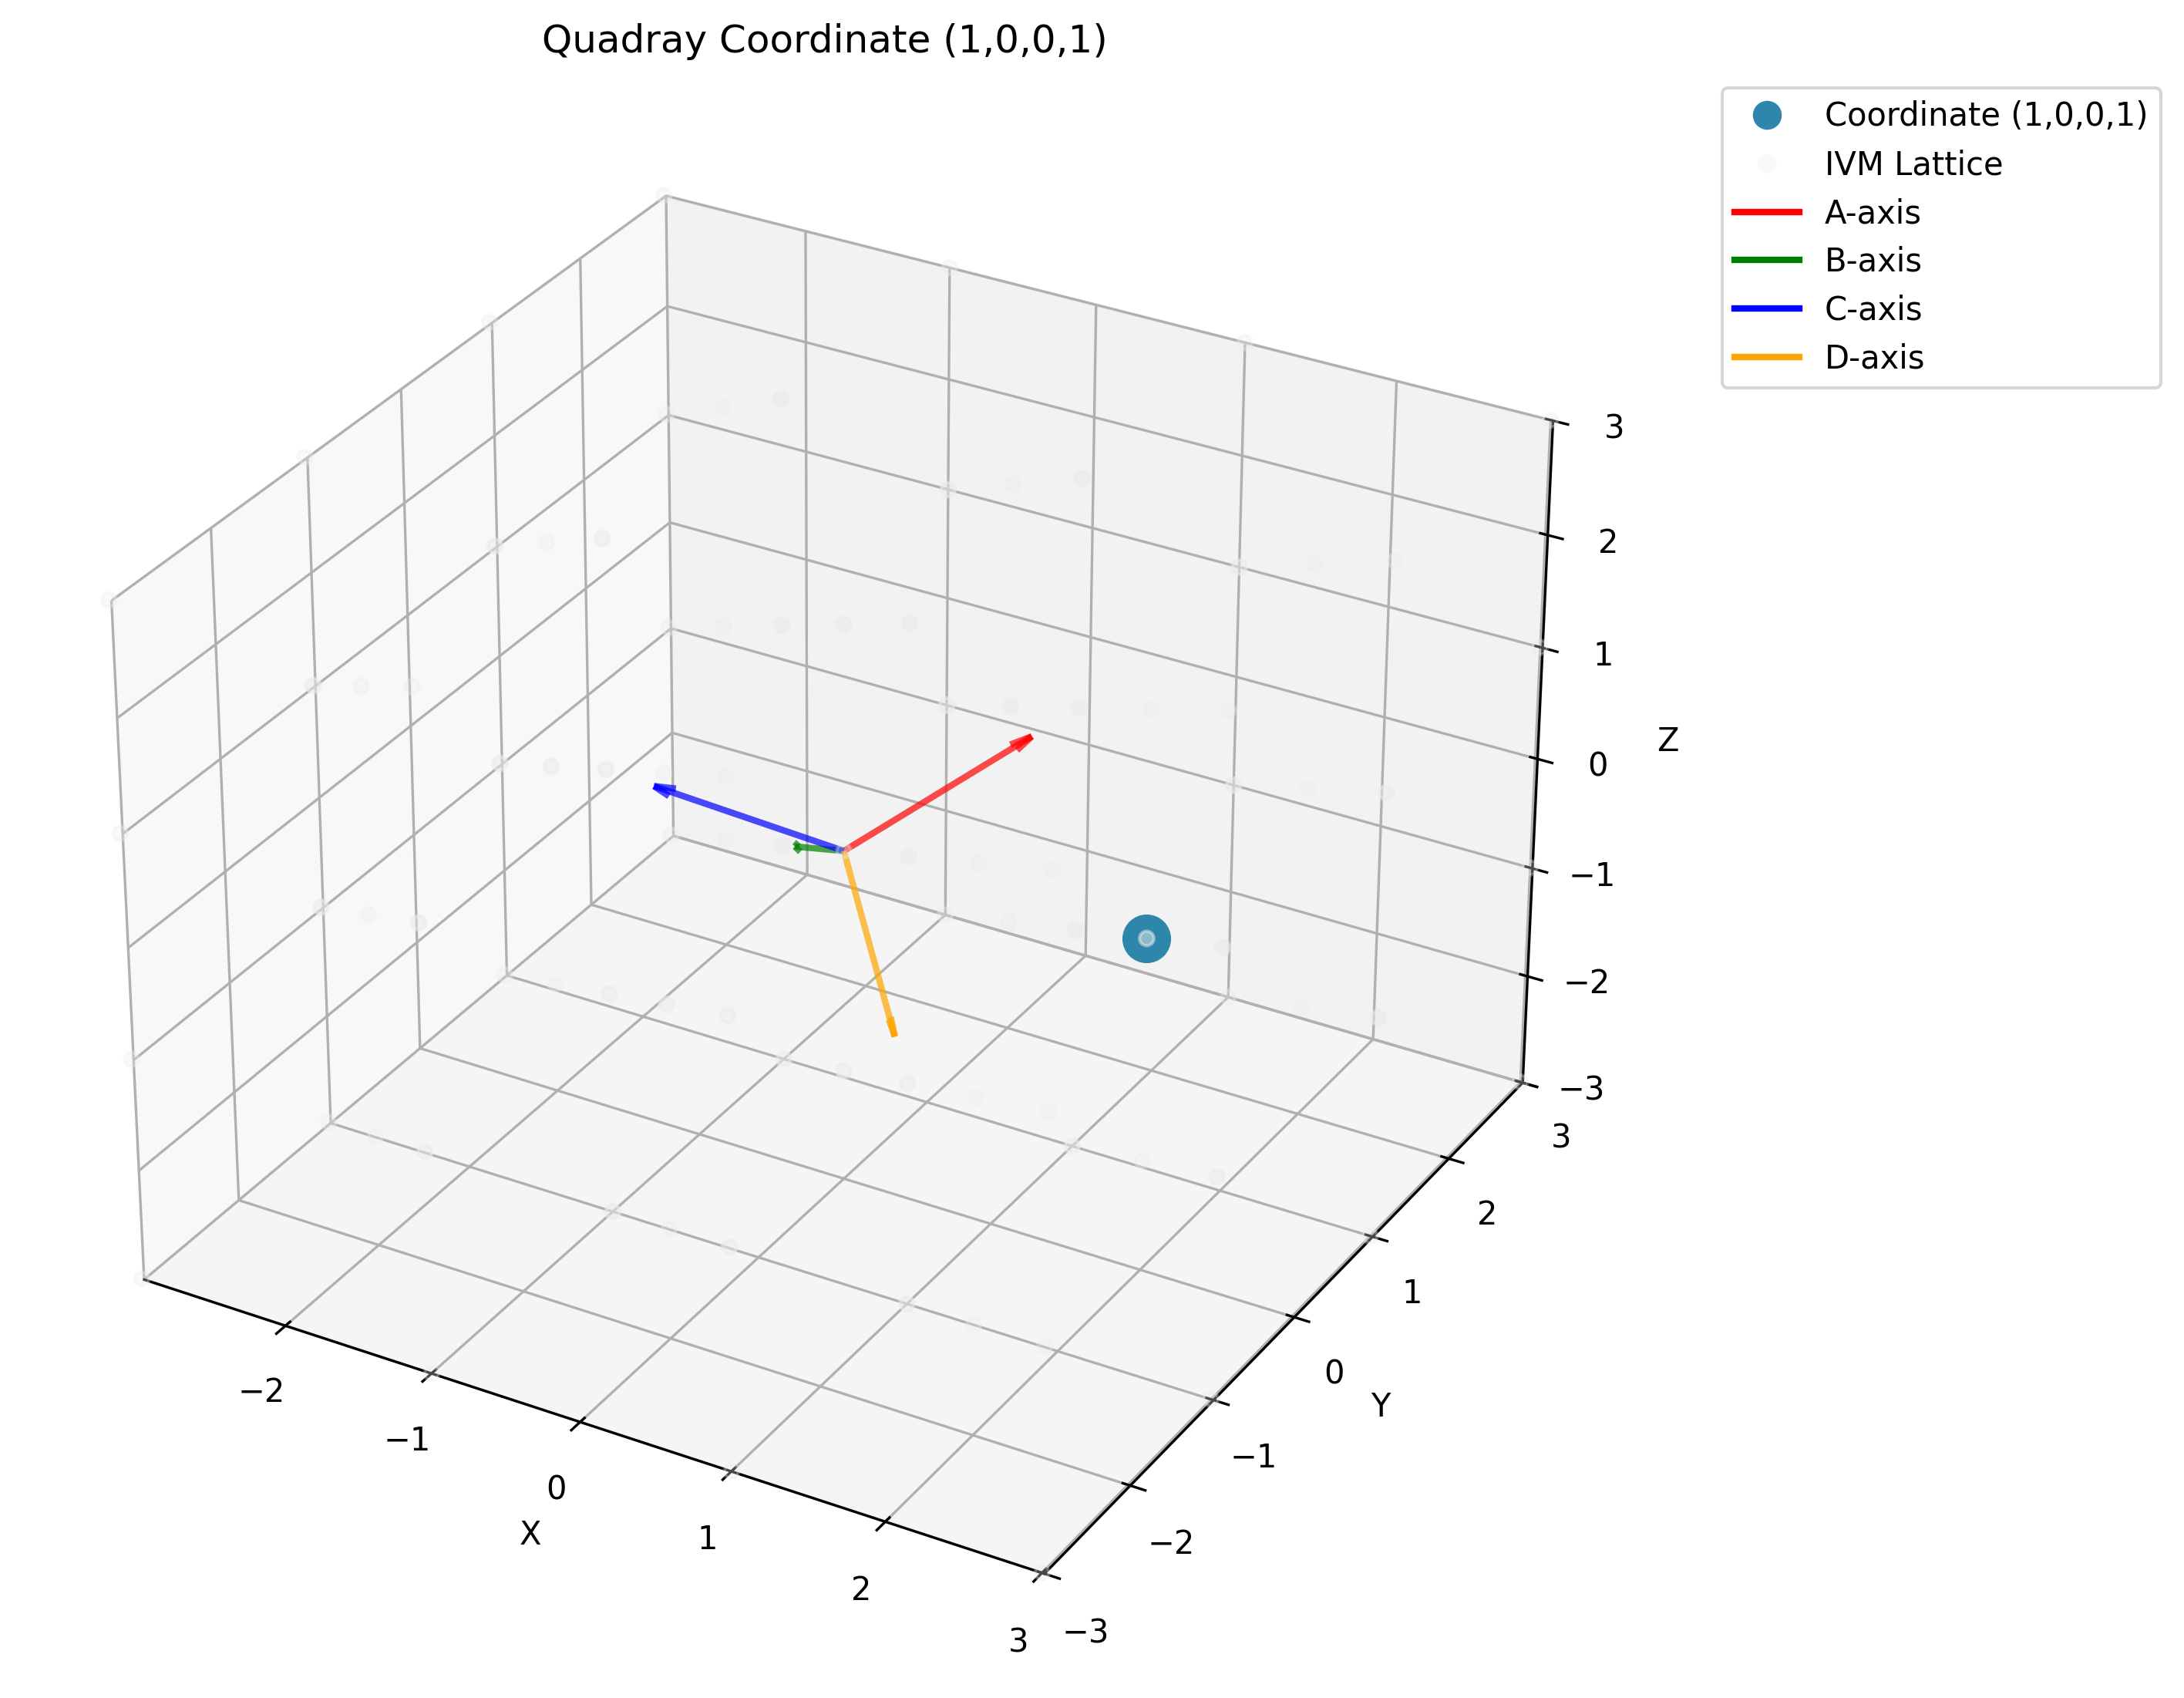 Quadray Coordinate (1,0,0,1)
Coordinate (1,0,0,1)
IVM Lattice
A-axis
B-axis
C-axis
D-axis
3
2
1
0
−1
−2
−3
Z
3
2
1
0
−1
−2
−3
Y
−2
−1
0
1
2
3
X